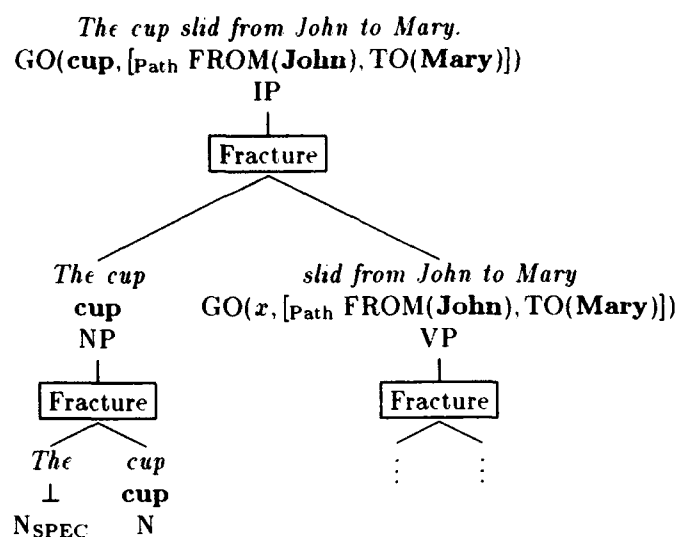 The cup slid from John to Mary.
GO(cup, [Path FROM(John), TO(Mary)])
IP
Fracture
The cup
cup
NP
slid from John to Mary
GO(x, [Path FROM(John), TO(Mary)])
VP
Fracture
Fracture
The cup
⊥ cup
NSPEC N